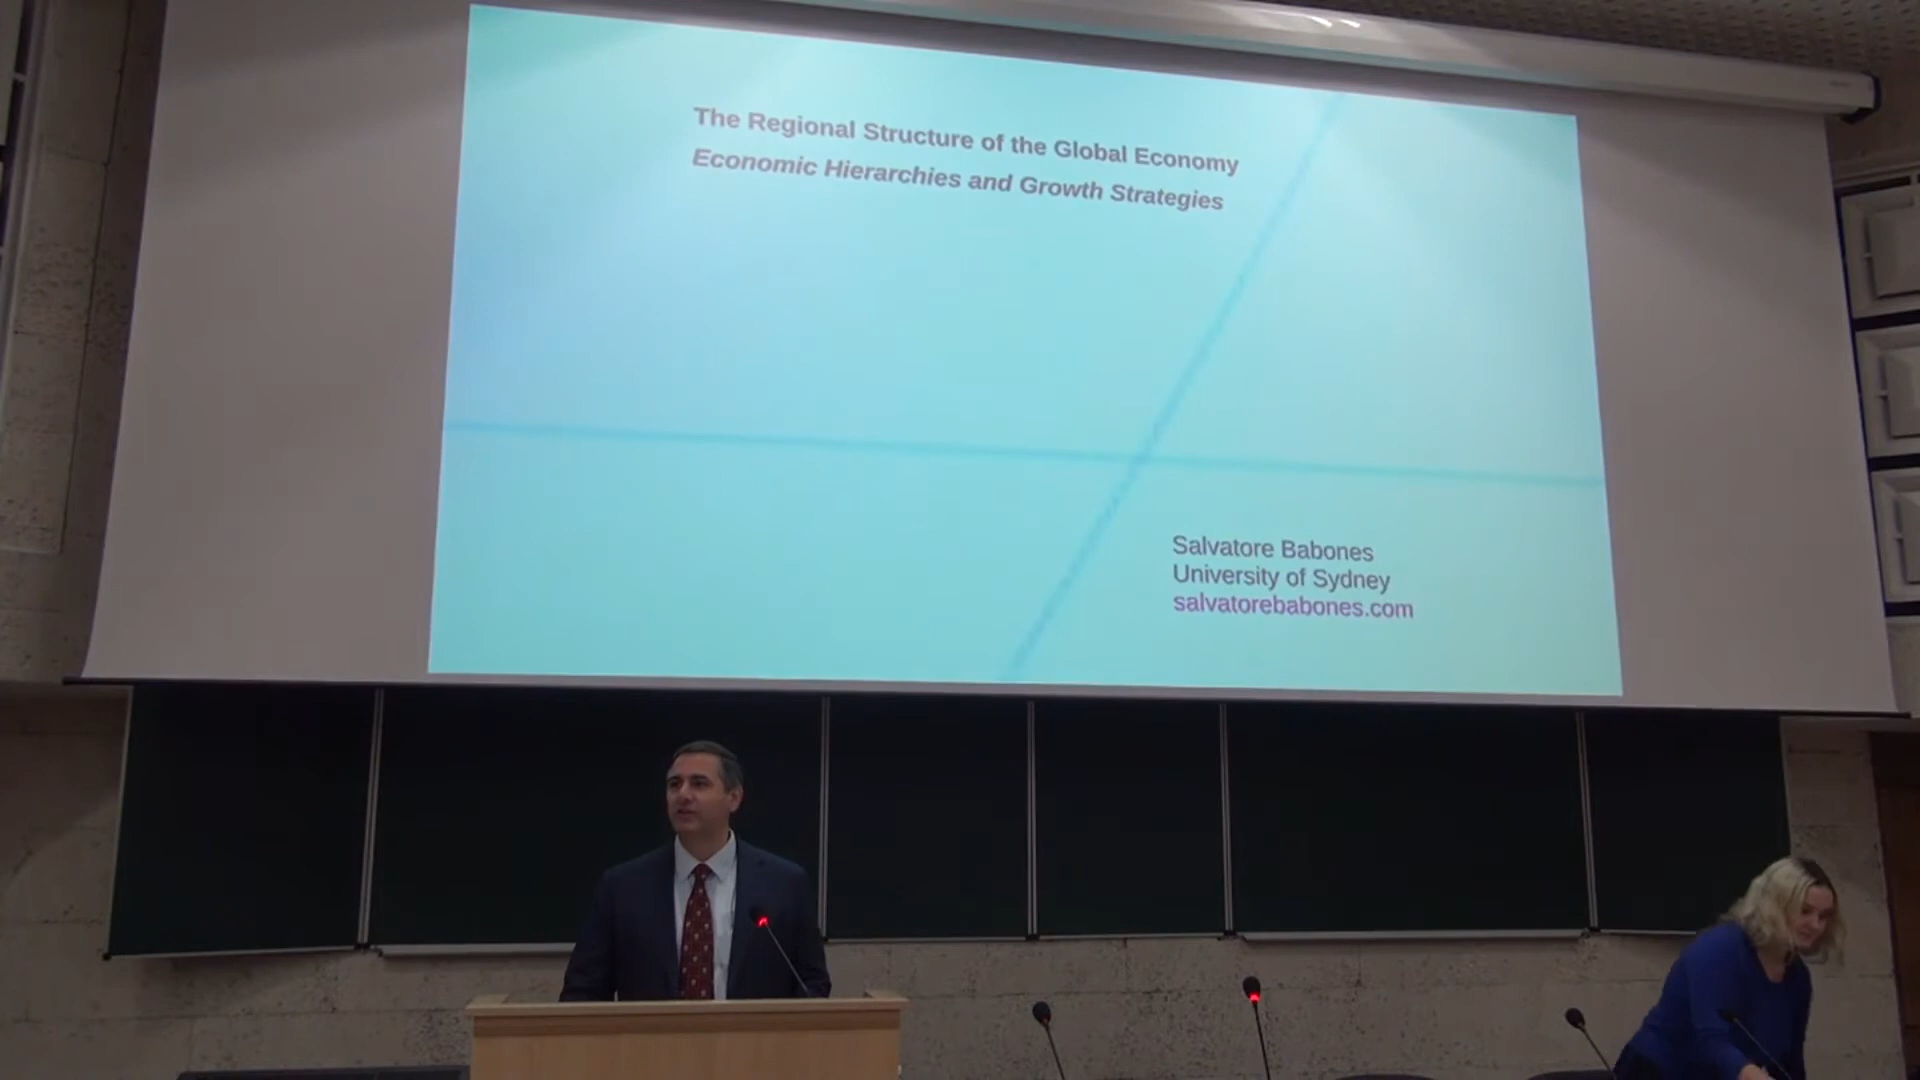 The Regional Structure of the Global Economy
Economic Hierarchies and Growth Strategies
Salvatore Babones
University of Sydney
salvatorebabones.com